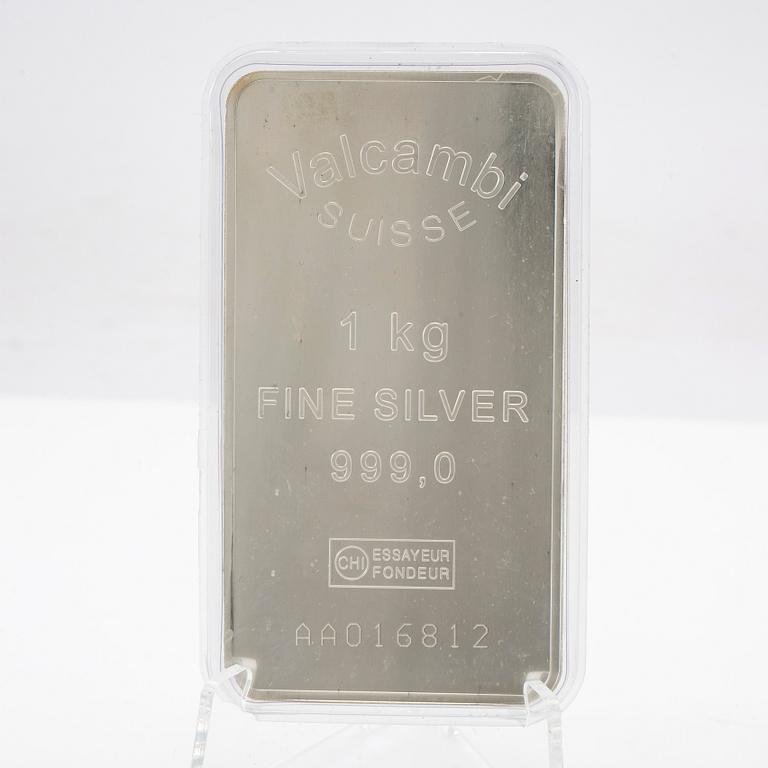 Valcambi
SUISSE
1 kg
FINE SILVER
999,0
CHI ESSAYEUR
FONDEUR
AA016812